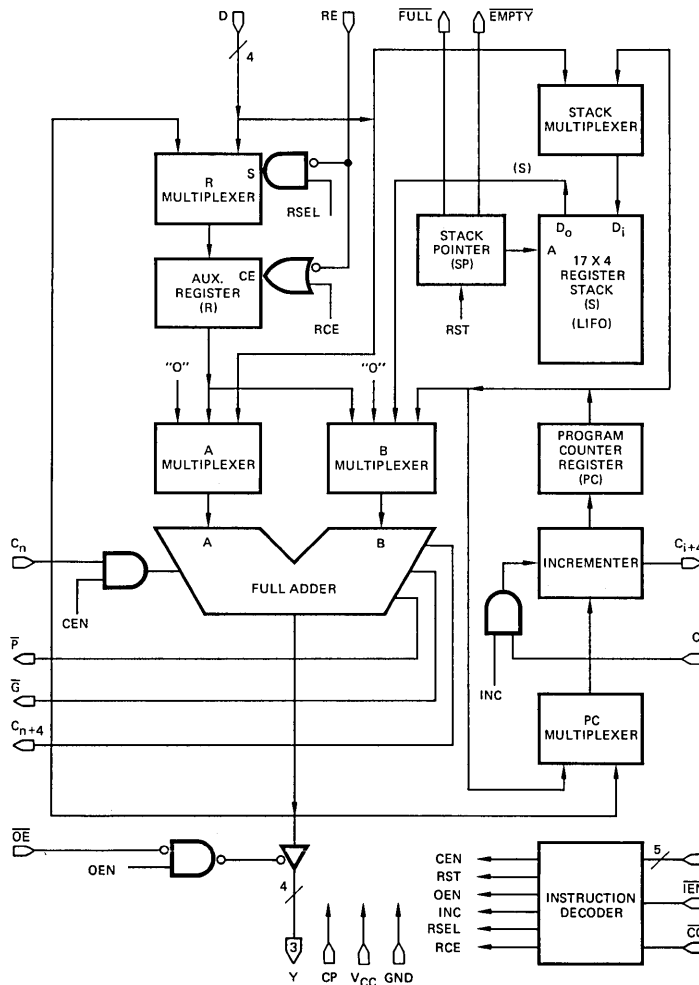 D
RE
FULL
EMPTY
4
STACK
MULTIPLEXER
S
R
MULTIPLEXER
RSEL
(S)
STACK
POINTER
(SP)
Do
Di
A
17 X 4
REGISTER
STACK
(S)
(LIFO)
AUX.
REGISTER
(R)
CE
RCE
RST
"O"
"O"
A
MULTIPLEXER
B
MULTIPLEXER
PROGRAM
COUNTER
REGISTER
(PC)
Cn
A
B
FULL ADDER
CEN
INCREMENTER
Ci+4
P
C
INC
G
Cn+4
PC
MULTIPLEXER
OE
OEN
4
3
Y
CP
VCC
GND
CEN
RST
OEN
INC
RSEL
RCE
INSTRUCTION
DECODER
5
IEN